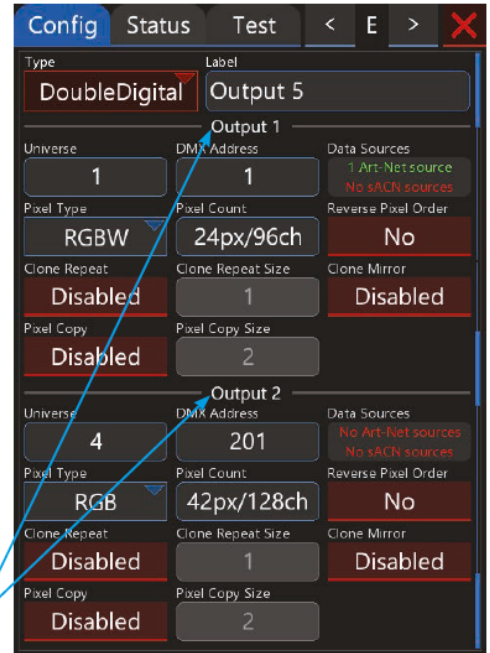 Config Status Test < E >
Type Label
DoubleDigital Output 5
Output 1
Universe DMX Address Data Sources
1 1 1 Art-Net source
No sACN sources
Pixel Type Pixel Count Reverse Pixel Order
RGBW 24px/96ch No
Clone Repeat Clone Repeat Size Clone Mirror
Disabled 1 Disabled
Pixel Copy Pixel Copy Size
Disabled 2
Output 2
Universe DMX Address Data Sources
4 201 No Art-Net sources
No sACN sources
Pixel Type Pixel Count Reverse Pixel Order
RGB 42px/128ch No
Clone Repeat Clone Repeat Size Clone Mirror
Disabled 1 Disabled
Pixel Copy Pixel Copy Size
Disabled 2